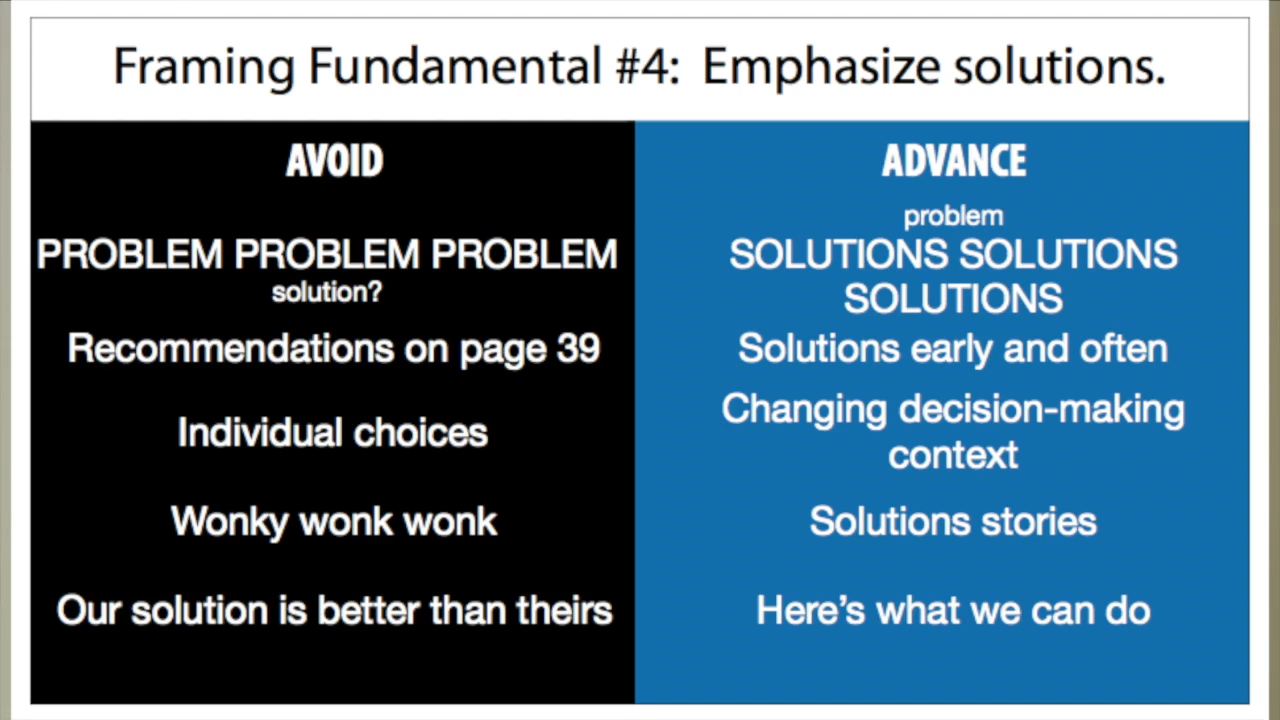 Framing Fundamental #4:  Emphasize solutions.
AVOID
PROBLEM PROBLEM PROBLEM
solution?
Recommendations on page 39
Individual choices
Wonky wonk wonk
Our solution is better than theirs
ADVANCE
problem
SOLUTIONS SOLUTIONS
SOLUTIONS
Solutions early and often
Changing decision-making
context
Solutions stories
Here’s what we can do